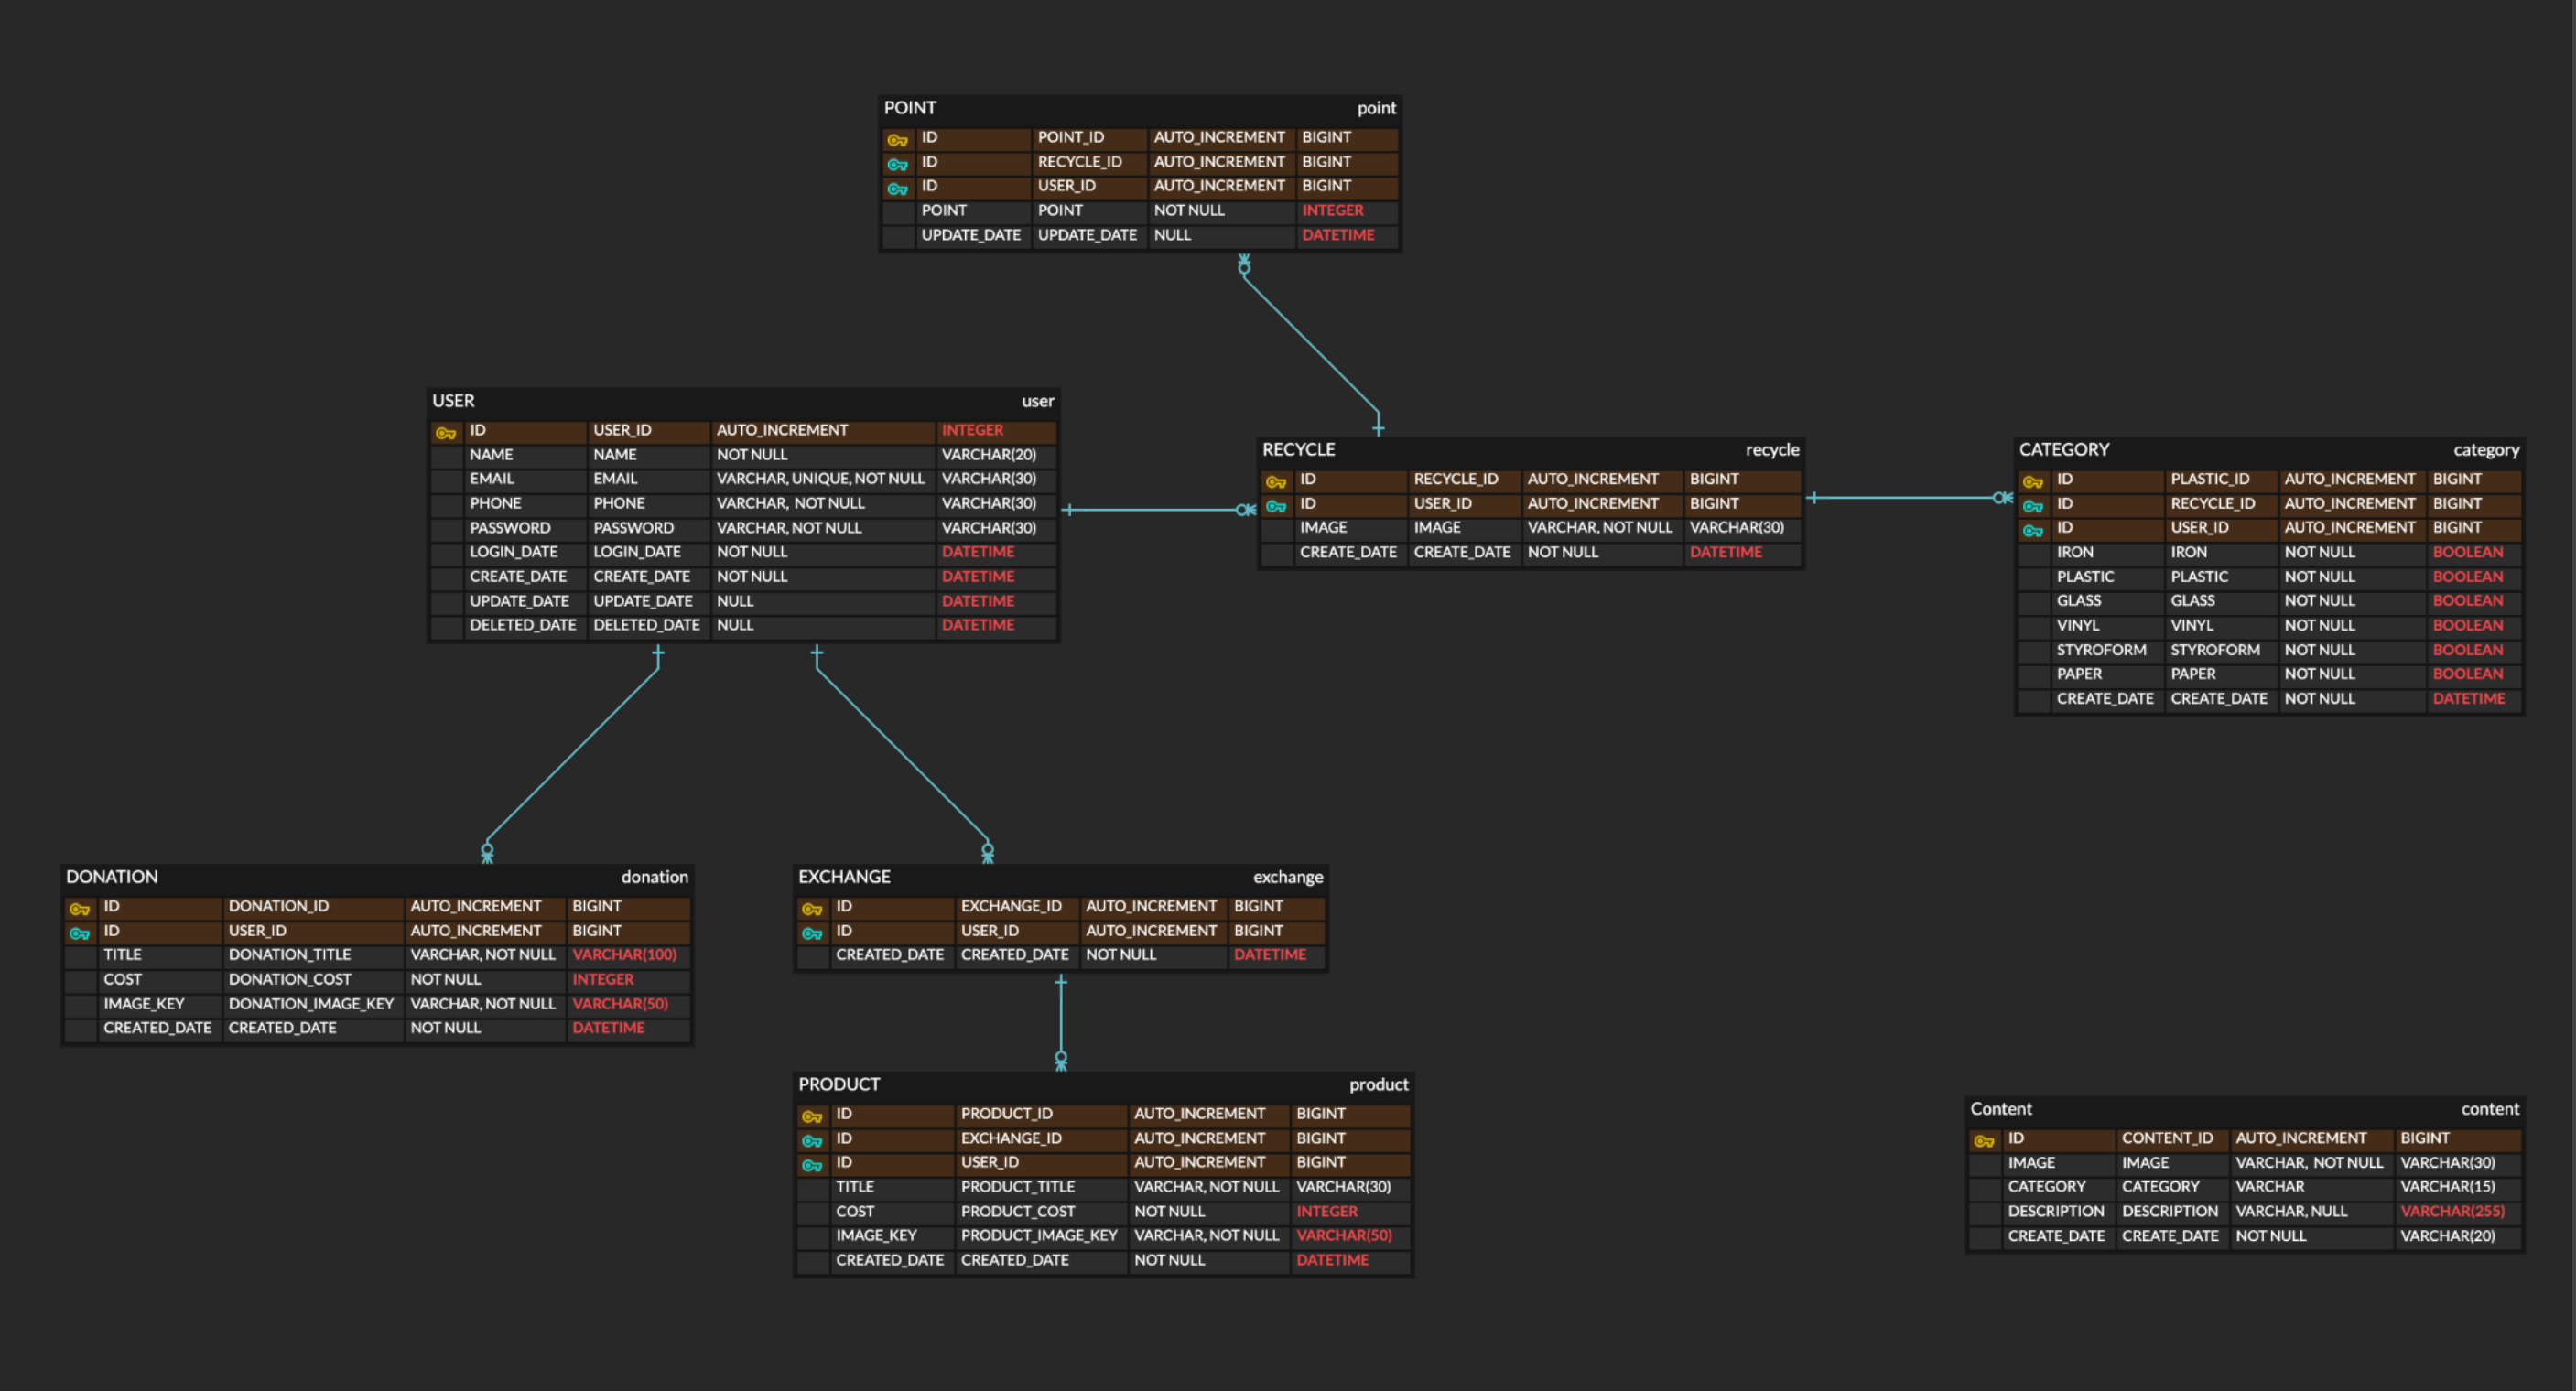 POINT point
ID POINT_ID AUTO_INCREMENT BIGINT
ID RECYCLE_ID AUTO_INCREMENT BIGINT
ID USER_ID AUTO_INCREMENT BIGINT
POINT POINT NOT NULL INTEGER
UPDATE_DATE UPDATE_DATE NULL DATETIME
USER user
ID USER_ID AUTO_INCREMENT INTEGER
NAME NAME NOT NULL VARCHAR(20)
EMAIL EMAIL VARCHAR, UNIQUE, NOT NULL VARCHAR(30)
PHONE PHONE VARCHAR, NOT NULL VARCHAR(30)
PASSWORD PASSWORD VARCHAR, NOT NULL VARCHAR(30)
LOGIN_DATE LOGIN_DATE NOT NULL DATETIME
CREATE_DATE CREATE_DATE NOT NULL DATETIME
UPDATE_DATE UPDATE_DATE NULL DATETIME
DELETED_DATE DELETED_DATE NULL DATETIME
RECYCLE recycle
ID RECYCLE_ID AUTO_INCREMENT BIGINT
ID USER_ID AUTO_INCREMENT BIGINT
IMAGE IMAGE VARCHAR, NOT NULL VARCHAR(30)
CREATE_DATE CREATE_DATE NOT NULL DATETIME
CATEGORY category
ID PLASTIC_ID AUTO_INCREMENT BIGINT
ID RECYCLE_ID AUTO_INCREMENT BIGINT
ID USER_ID AUTO_INCREMENT BIGINT
IRON IRON NOT NULL BOOLEAN
PLASTIC PLASTIC NOT NULL BOOLEAN
GLASS GLASS NOT NULL BOOLEAN
VINYL VINYL NOT NULL BOOLEAN
STYROFORM STYROFORM NOT NULL BOOLEAN
PAPER PAPER NOT NULL BOOLEAN
CREATE_DATE CREATE_DATE NOT NULL DATETIME
DONATION donation
ID DONATION_ID AUTO_INCREMENT BIGINT
ID USER_ID AUTO_INCREMENT BIGINT
TITLE DONATION_TITLE VARCHAR, NOT NULL VARCHAR(100)
COST DONATION_COST NOT NULL INTEGER
IMAGE_KEY DONATION_IMAGE_KEY VARCHAR, NOT NULL VARCHAR(50)
CREATED_DATE CREATED_DATE NOT NULL DATETIME
EXCHANGE exchange
ID EXCHANGE_ID AUTO_INCREMENT BIGINT
ID USER_ID AUTO_INCREMENT BIGINT
CREATED_DATE CREATED_DATE NOT NULL DATETIME
PRODUCT product
ID PRODUCT_ID AUTO_INCREMENT BIGINT
ID EXCHANGE_ID AUTO_INCREMENT BIGINT
ID USER_ID AUTO_INCREMENT BIGINT
TITLE PRODUCT_TITLE VARCHAR, NOT NULL VARCHAR(30)
COST PRODUCT_COST NOT NULL INTEGER
IMAGE_KEY PRODUCT_IMAGE_KEY VARCHAR, NOT NULL VARCHAR(50)
CREATED_DATE CREATED_DATE NOT NULL DATETIME
Content content
ID CONTENT_ID AUTO_INCREMENT BIGINT
IMAGE IMAGE VARCHAR, NOT NULL VARCHAR(30)
CATEGORY CATEGORY VARCHAR VARCHAR(15)
DESCRIPTION DESCRIPTION VARCHAR, NULL VARCHAR(255)
CREATE_DATE CREATE_DATE NOT NULL VARCHAR(20)